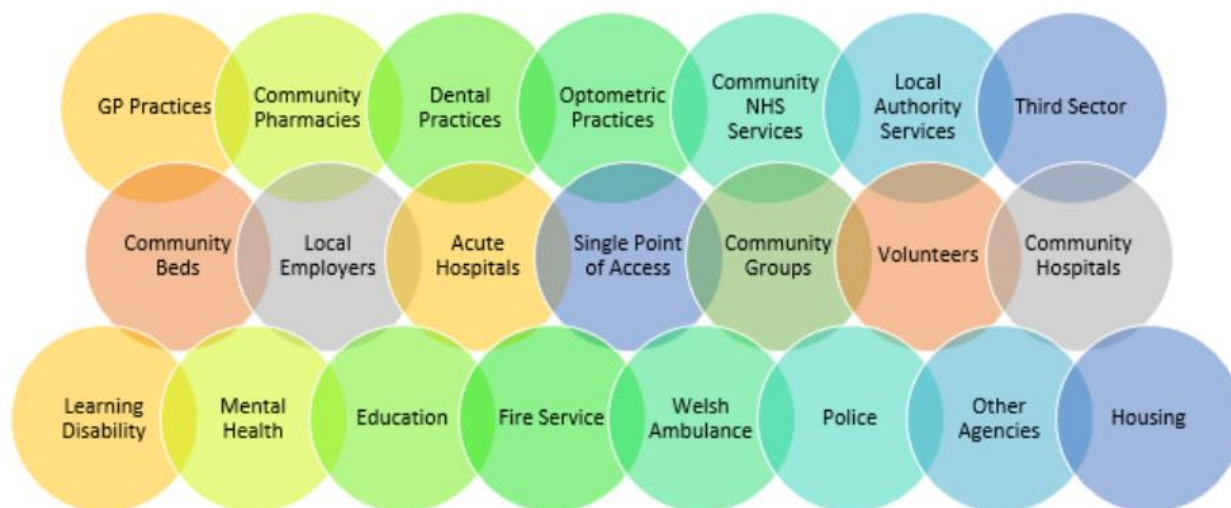 GP Practices
Community
Pharmacies
Dental
Practices
Optometric
Practices
Community
NHS
Services
Local
Authority
Services
Third Sector
Community
Beds
Local
Employers
Acute
Hospitals
Single Point
of Access
Community
Groups
Volunteers
Community
Hospitals
Learning
Disability
Mental
Health
Education
Fire Service
Welsh
Ambulance
Police
Other
Agencies
Housing